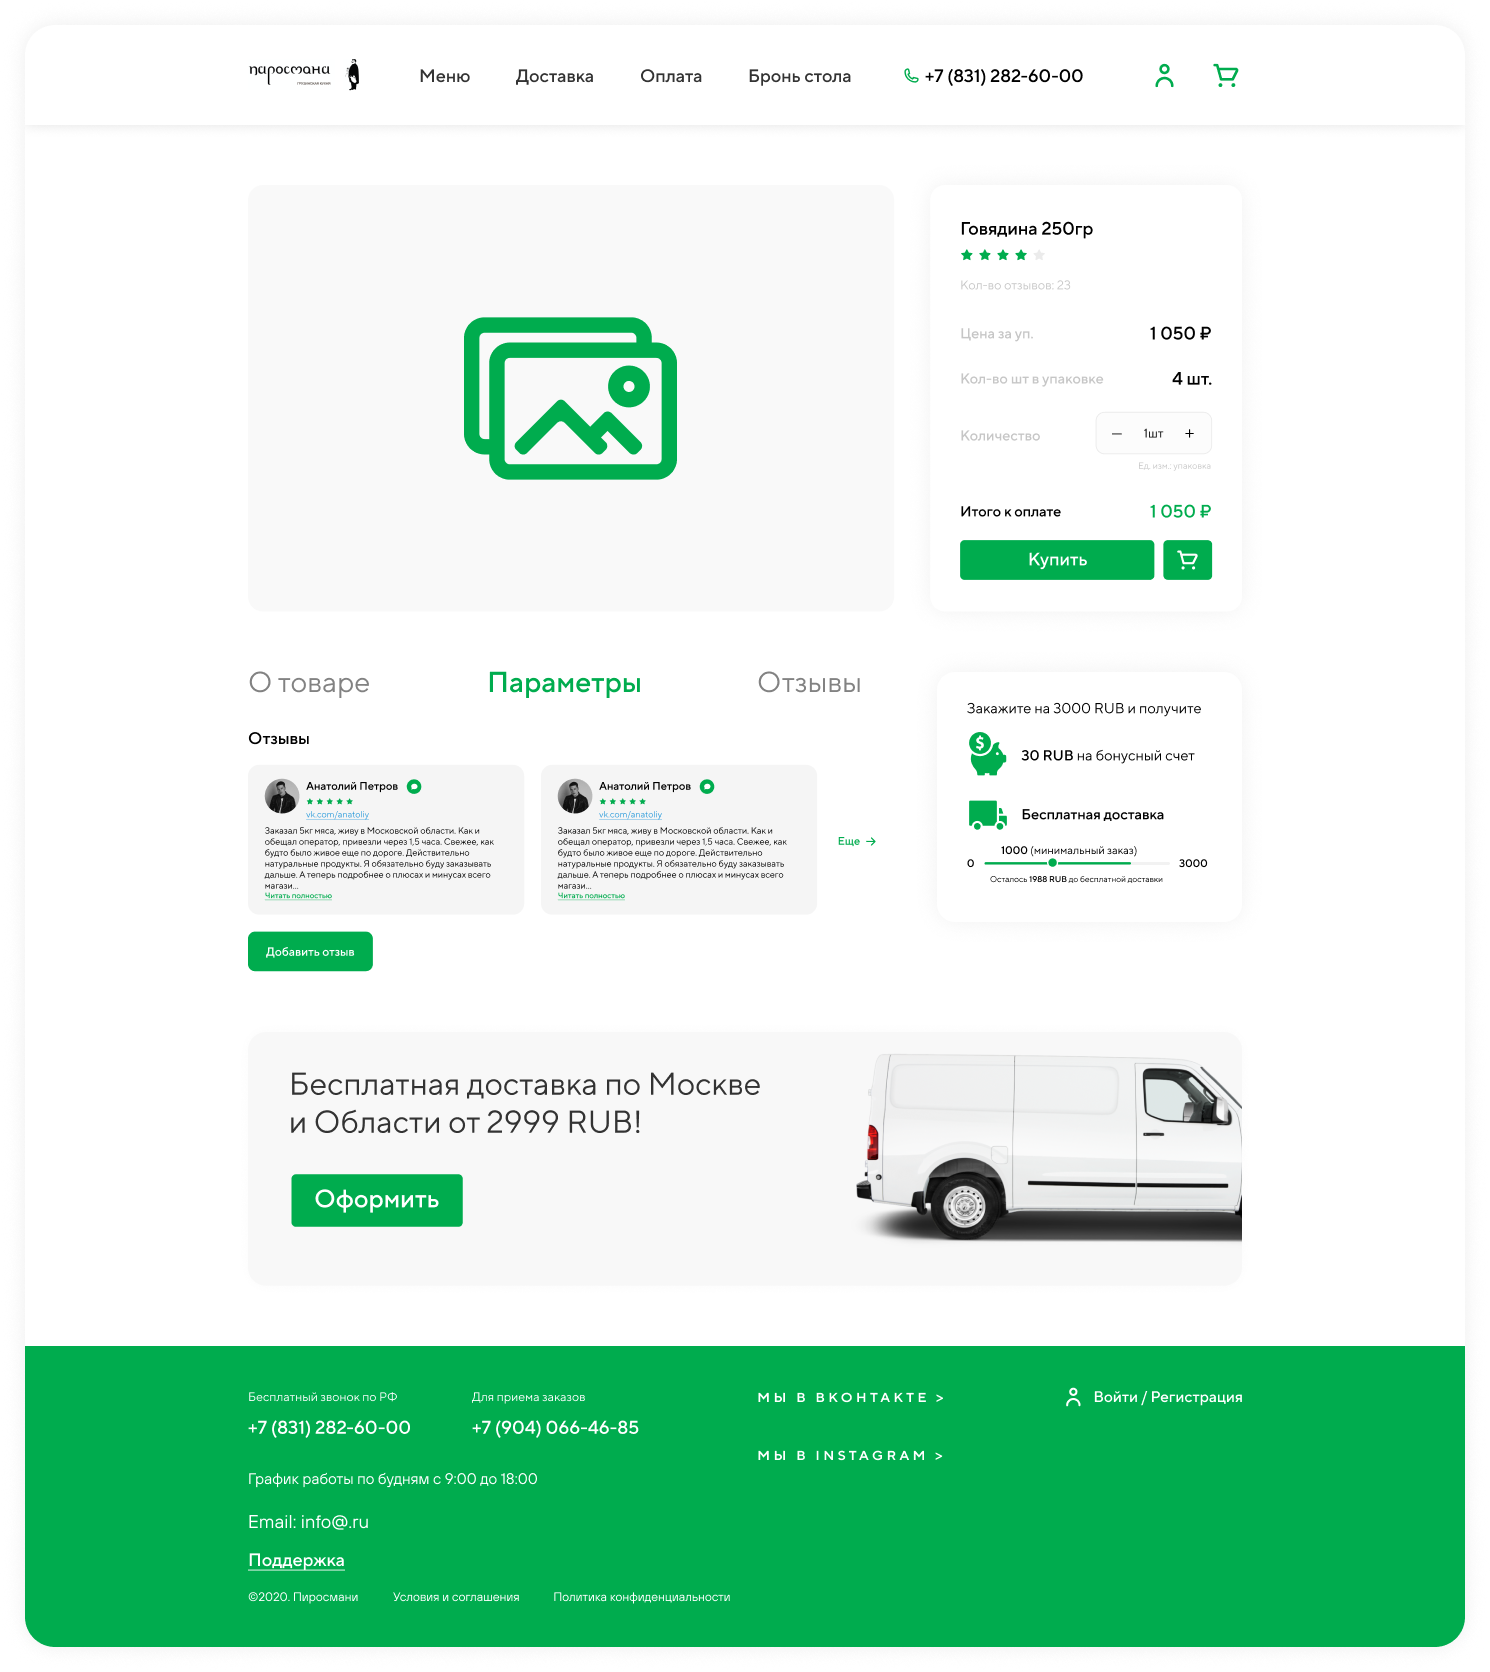 пиросмани
ГРУЗИНСКАЯ КУХНЯ
Меню
Доставка
Оплата
Бронь стола
+7 (831) 282-60-00
Говядина 250гр
Кол-во отзывов: 23
Цена за уп.
1 050 ₽
Кол-во шт в упаковке
4 шт.
Количество
– 1шт +
Ед. изм.: упаковка
Итого к оплате
1 050 ₽
Купить
О товаре
Параметры
Отзывы
Отзывы
Анатолий Петров
vk.com/anatoliy
Заказал 5кг мяса, живу в Московской области. Как и
обещал оператор, привезли через 1,5 часа. Свежее, как
будто было живое еще по дороге. Действительно
натуральные продукты. Я обязательно буду заказывать
дальше. А теперь подробнее о плюсах и минусах всего
магази...
Читать полностью
Анатолий Петров
vk.com/anatoliy
Заказал 5кг мяса, живу в Московской области. Как и
обещал оператор, привезли через 1,5 часа. Свежее, как
будто было живое еще по дороге. Действительно
натуральные продукты. Я обязательно буду заказывать
дальше. А теперь подробнее о плюсах и минусах всего
магази...
Читать полностью
Еще →
Добавить отзыв
Закажите на 3000 RUB и получите
$
30 RUB на бонусный счет
Бесплатная доставка
1000 (минимальный заказ)
0
3000
Осталось 1988 RUB до бесплатной доставки
Бесплатная доставка по Москве
и Области от 2999 RUB!
Оформить
Бесплатный звонок по РФ
+7 (831) 282-60-00
Для приема заказов
+7 (904) 066-46-85
МЫ В ВКОНТАКТЕ >
МЫ В INSTAGRAM >
Войти / Регистрация
График работы по будням с 9:00 до 18:00
Email: info@.ru
Поддержка
©2020. Пиросмани
Условия и соглашения
Политика конфиденциальности